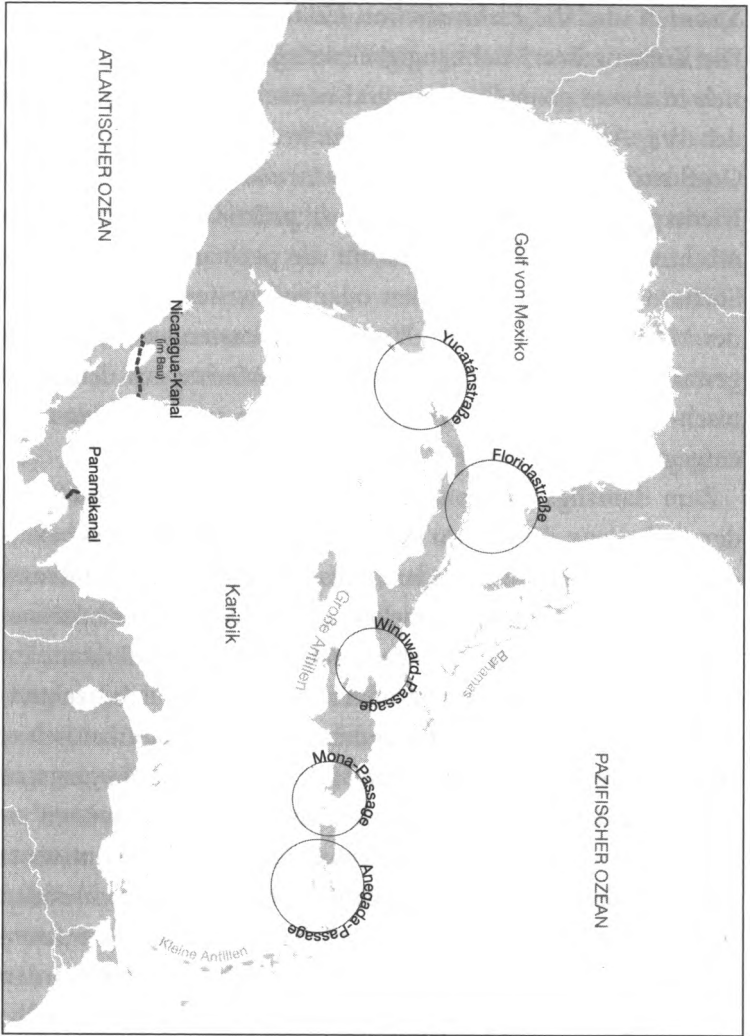 Golf von Mexiko
ATLANTISCHER OZEAN
PAZIFISCHER OZEAN
Yucatánstraße
Floridastraße
Bahamas
Windward-Passage
Große Antillen
Mona-Passage
Anegada-Passage
Kleine Antillen
Karibik
Nicaragua-Kanal
(im Bau)
Panamakanal